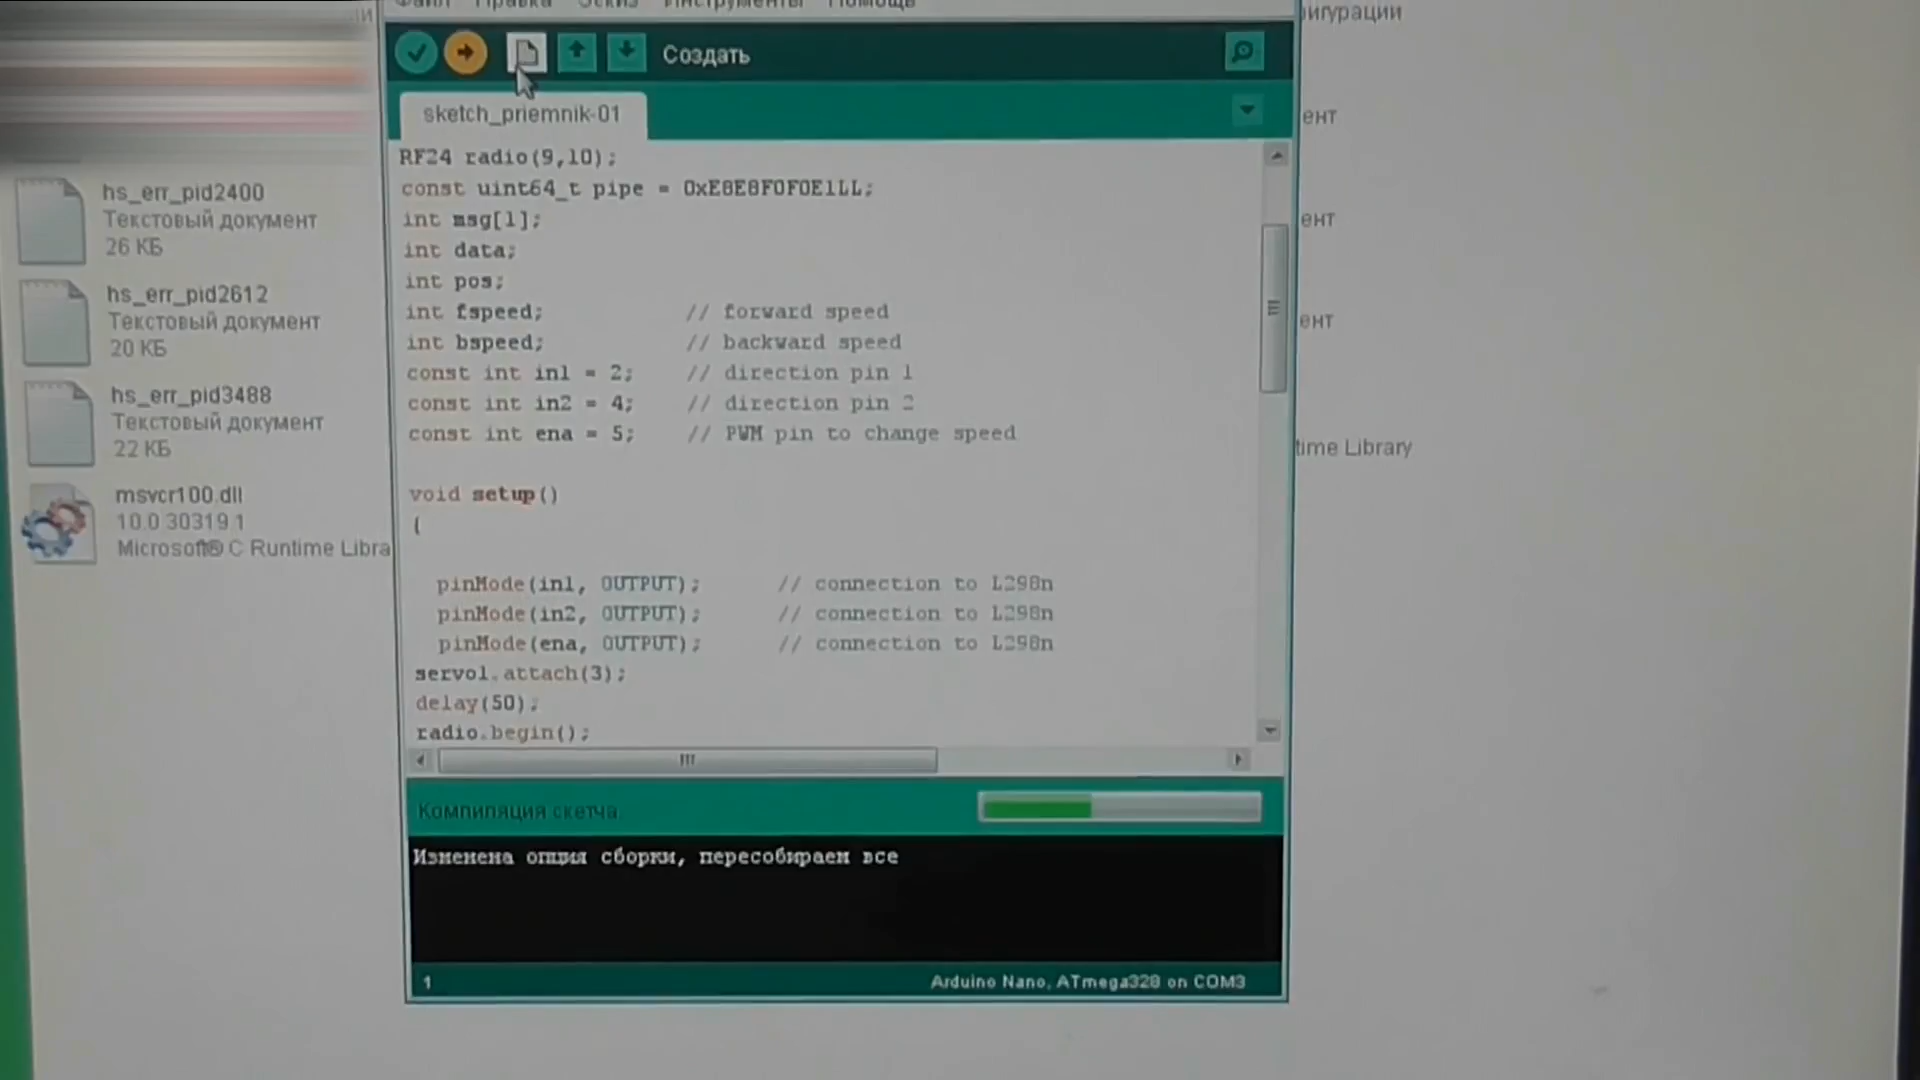 Файл Правка Эскиз Инструменты Помощь
Создать
sketch_priemnik-01
RF24 radio(9,10);
const uint64_t pipe = 0xE8E8F0F0E1LL;
int msg[1];
int data;
int pos;
int fspeed; // forward speed
int bspeed; // backward speed
const int in1 = 2; // direction pin 1
const int in2 = 4; // direction pin 2
const int ena = 5; // PWM pin to change speed
void setup()
{
pinMode(in1, OUTPUT); // connection to L298n
pinMode(in2, OUTPUT); // connection to L298n
pinMode(ena, OUTPUT); // connection to L298n
servo1.attach(3);
delay(50);
radio.begin();
Компиляция скетча
Изменена опция сборки, пересобираем все
1
Arduino Nano, ATmega328 on COM3
hs_err_pid2400
Текстовый документ
26 КБ
hs_err_pid2612
Текстовый документ
20 КБ
hs_err_pid3488
Текстовый документ
22 КБ
msvcr100.dll
10.0.30319.1
Microsoft® C Runtime Libra
игурации
ент
ент
ент
time Library